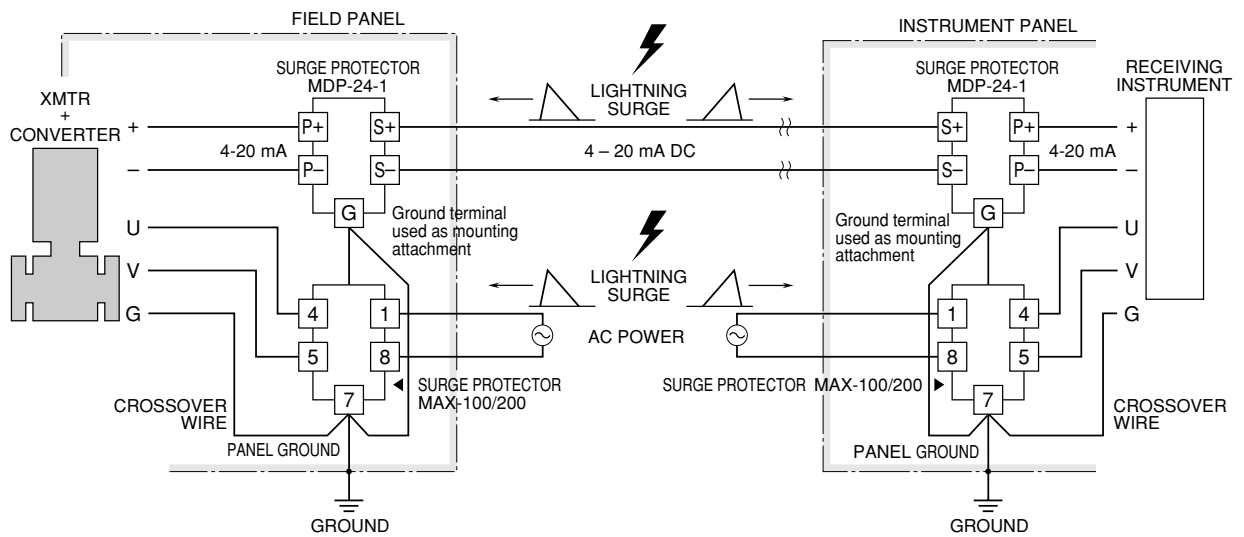 FIELD PANEL
SURGE PROTECTOR
MDP-24-1
XMTR
+
CONVERTER
+
P+
S+
4-20 mA
–
P–
S–
G
Ground terminal
used as mounting
attachment
U
V
G
4
1
5
8
7
SURGE PROTECTOR
MAX-100/200
CROSSOVER
WIRE
PANEL GROUND
GROUND
LIGHTNING
SURGE
4 – 20 mA DC
LIGHTNING
SURGE
AC POWER
INSTRUMENT PANEL
SURGE PROTECTOR
MDP-24-1
RECEIVING
INSTRUMENT
S+
P+
+
4-20 mA
S–
P–
–
G
Ground terminal
used as mounting
attachment
U
V
G
1
4
8
5
7
SURGE PROTECTOR MAX-100/200
CROSSOVER
WIRE
PANEL GROUND
GROUND